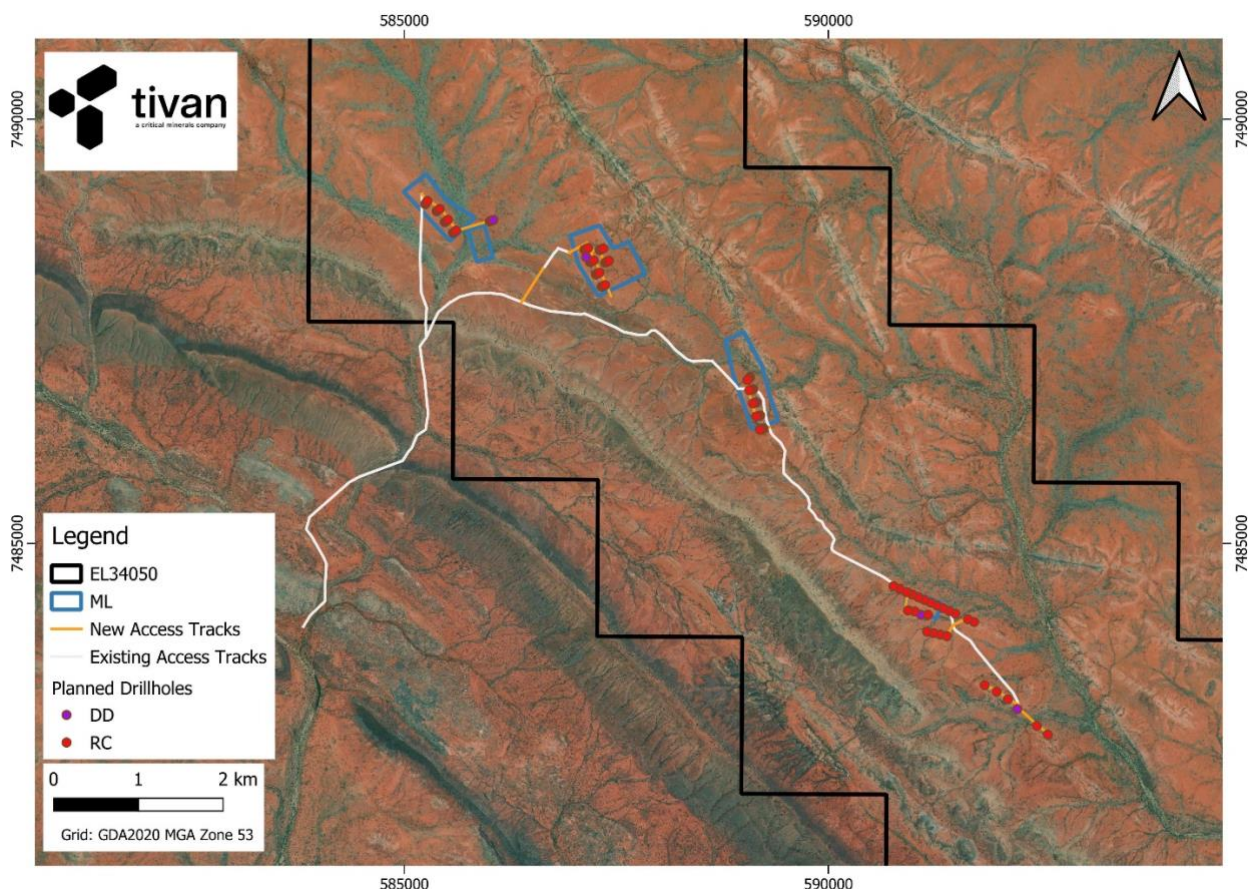 585000
590000
tivan
a critical minerals company
7490000
7490000
Legend
EL34050
ML
New Access Tracks
Existing Access Tracks
Planned Drillholes
DD
RC
7485000
7485000
0 1 2 km
Grid: GDA2020 MGA Zone 53
585000
590000